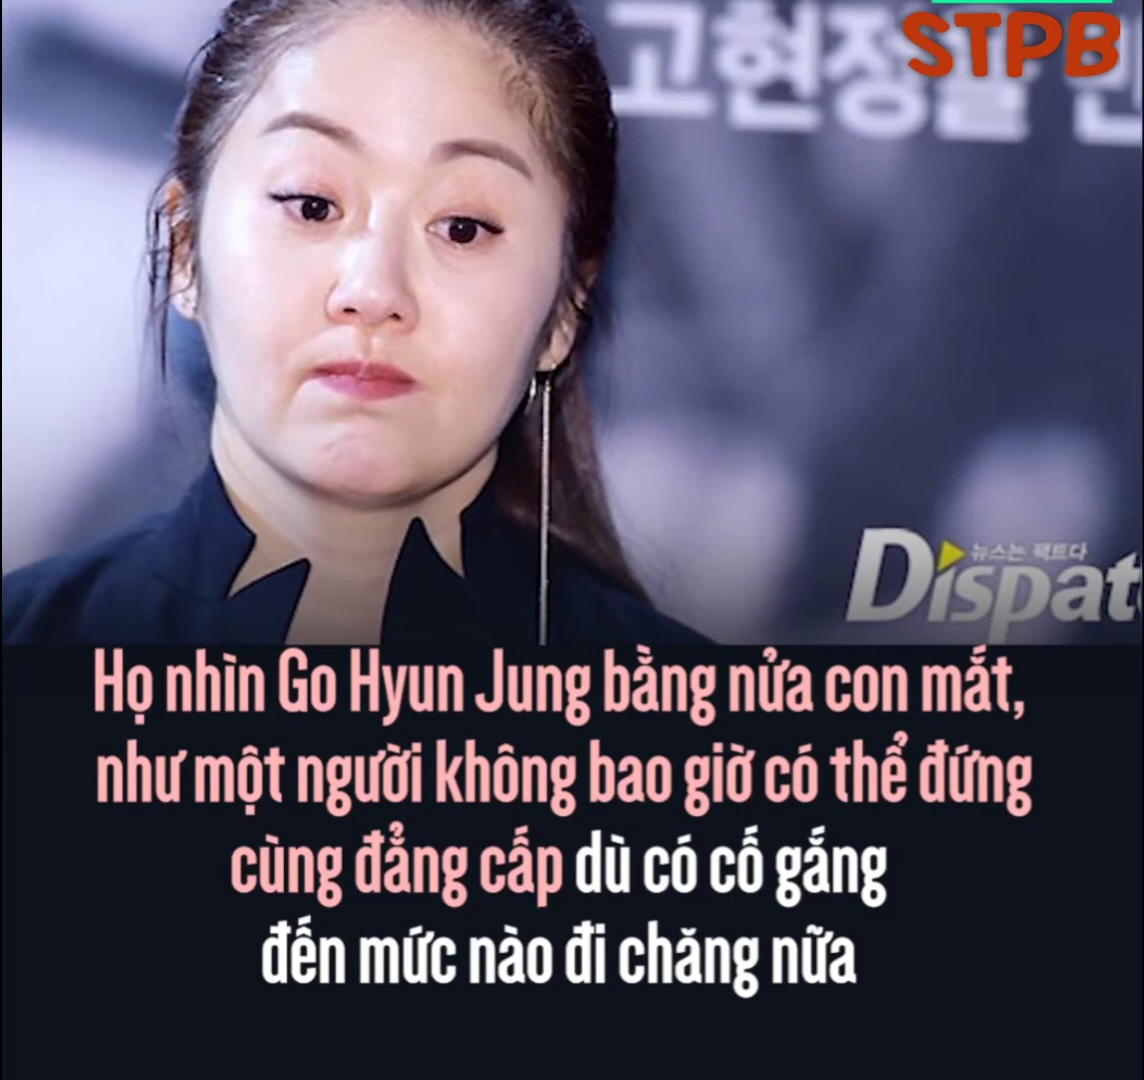 STPB
고현정을
뉴스는 팩트다
Dispat
Họ nhìn Go Hyun Jung bằng nửa con mắt,
như một người không bao giờ có thể đứng
cùng đẳng cấp dù có cố gắng
đến mức nào đi chăng nữa